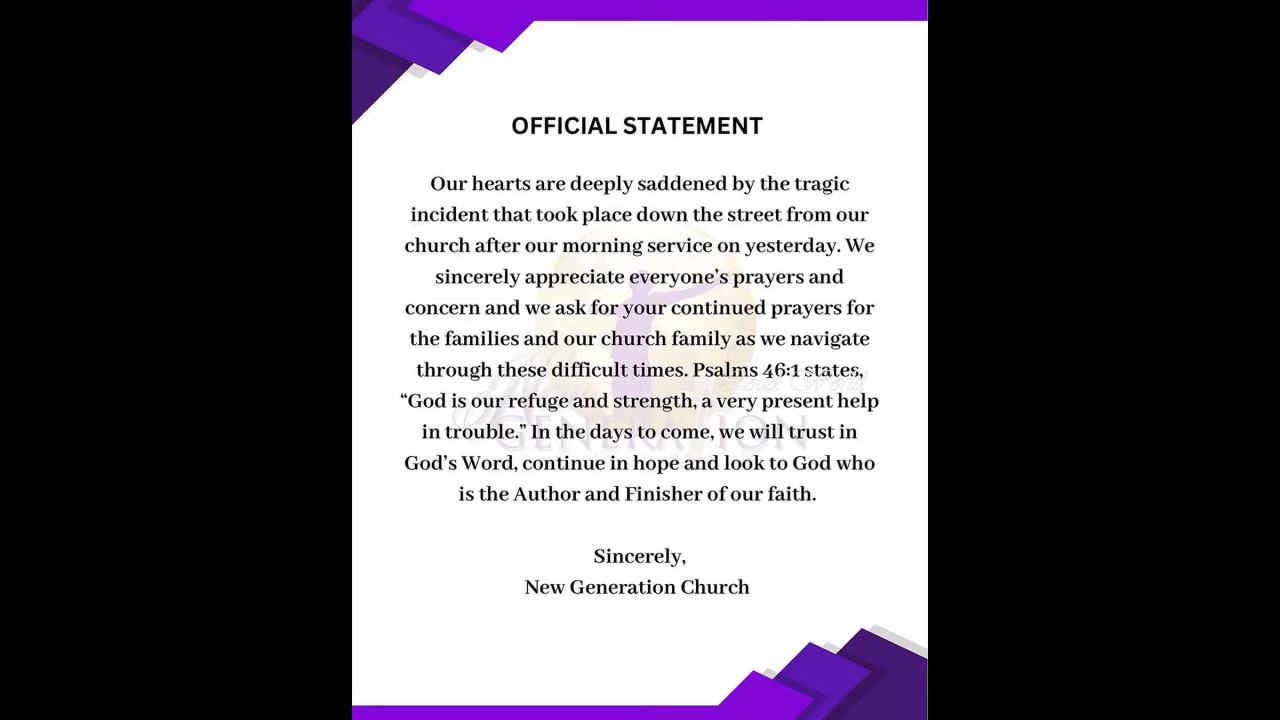 OFFICIAL STATEMENT
Our hearts are deeply saddened by the tragic
incident that took place down the street from our
church after our morning service on yesterday. We
sincerely appreciate everyone’s prayers and
concern and we ask for your continued prayers for
the families and our church family as we navigate
through these difficult times. Psalms 46:1 states,
“God is our refuge and strength, a very present help
in trouble.” In the days to come, we will trust in
God’s Word, continue in hope and look to God who
is the Author and Finisher of our faith.
Sincerely,
New Generation Church
New
GENERATION